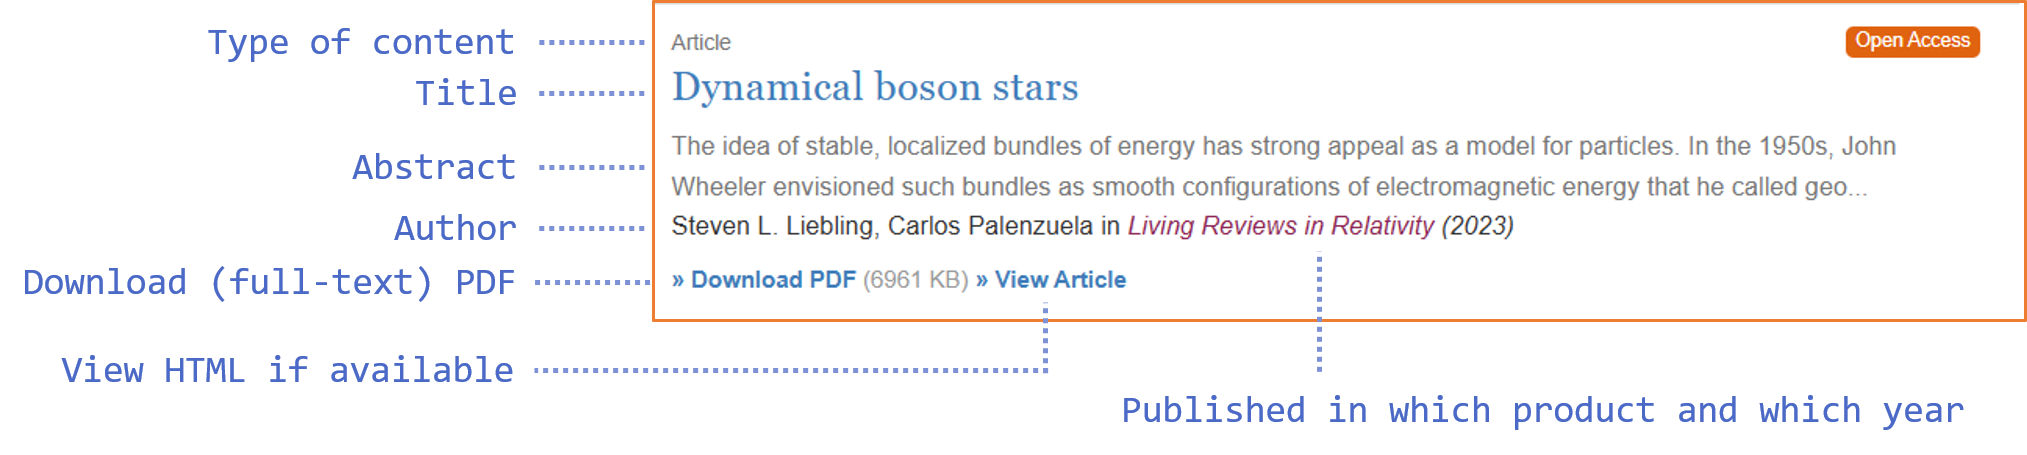 Type of content
Article
Open Access
Title
Dynamical boson stars
Abstract
The idea of stable, localized bundles of energy has strong appeal as a model for particles. In the 1950s, John
Wheeler envisioned such bundles as smooth configurations of electromagnetic energy that he called geo...
Author
Steven L. Liebling, Carlos Palenzuela in Living Reviews in Relativity (2023)
Download (full-text) PDF
» Download PDF (6961 KB) » View Article
View HTML if available
Published in which product and which year